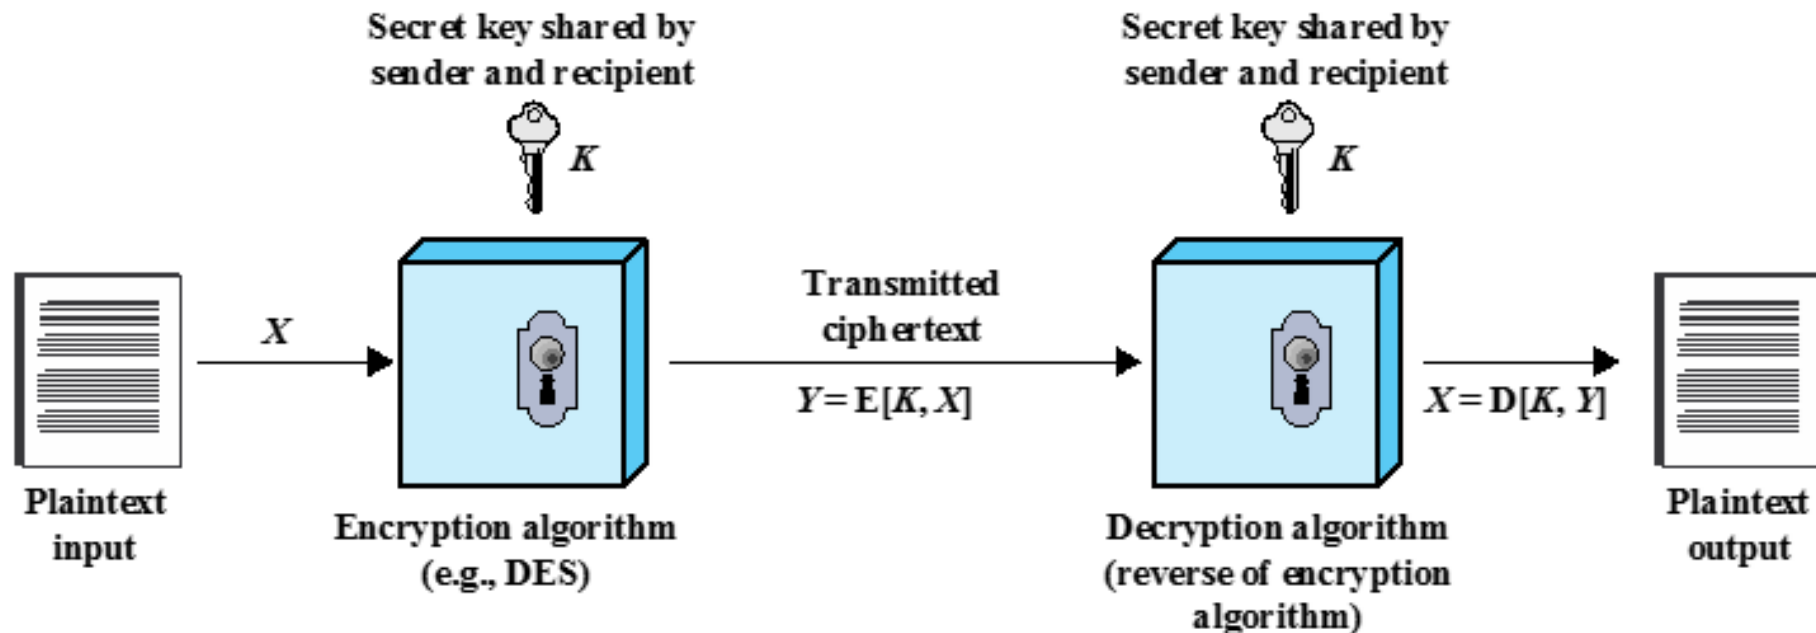 Secret key shared by
sender and recipient
K
Secret key shared by
sender and recipient
K
X
Transmitted
ciphertext
Y = E[K, X]
X = D[K, Y]
Plaintext
input
Encryption algorithm
(e.g., DES)
Decryption algorithm
(reverse of encryption
algorithm)
Plaintext
output